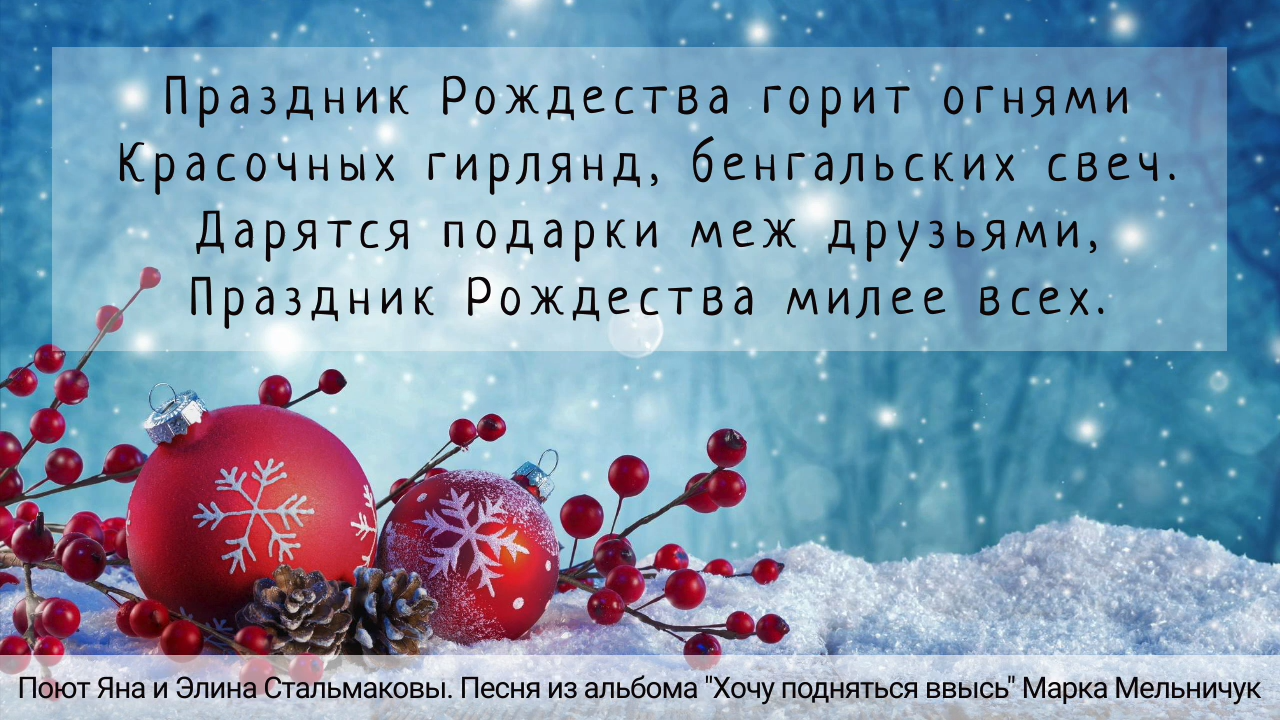 Праздник Рождества горит огнями
Красочных гирлянд, бенгальских свеч.
Дарятся подарки меж друзьями,
Праздник Рождества милее всех.
Поют Яна и Элина Стальмаковы. Песня из альбома "Хочу подняться ввысь" Марка Мельничук